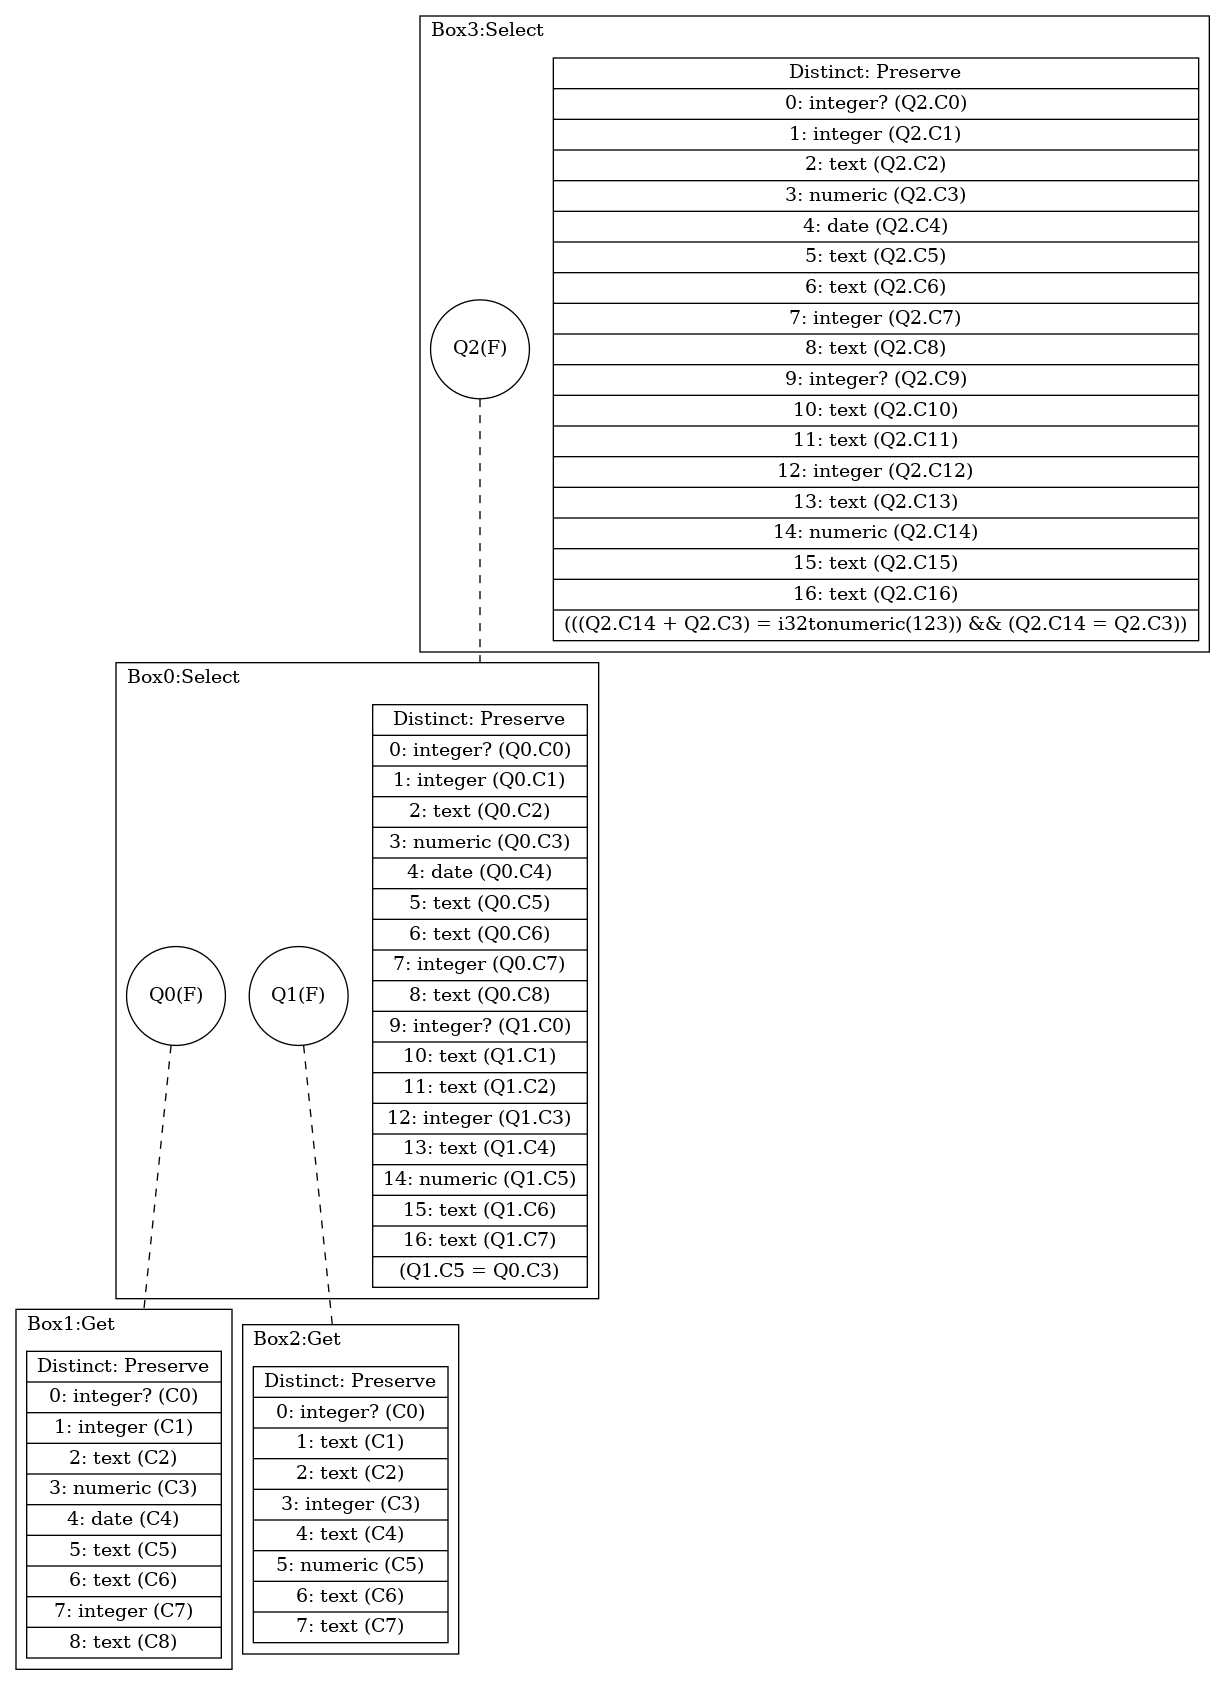 Box3:Select
Distinct: Preserve
0: integer? (Q2.C0)
1: integer (Q2.C1)
2: text (Q2.C2)
3: numeric (Q2.C3)
4: date (Q2.C4)
5: text (Q2.C5)
6: text (Q2.C6)
7: integer (Q2.C7)
8: text (Q2.C8)
9: integer? (Q2.C9)
10: text (Q2.C10)
11: text (Q2.C11)
12: integer (Q2.C12)
13: text (Q2.C13)
14: numeric (Q2.C14)
15: text (Q2.C15)
16: text (Q2.C16)
(((Q2.C14 + Q2.C3) = i32tonumeric(123)) && (Q2.C14 = Q2.C3))
Q2(F)
Box0:Select
Distinct: Preserve
0: integer? (Q0.C0)
1: integer (Q0.C1)
2: text (Q0.C2)
3: numeric (Q0.C3)
4: date (Q0.C4)
5: text (Q0.C5)
6: text (Q0.C6)
7: integer (Q0.C7)
8: text (Q0.C8)
9: integer? (Q1.C0)
10: text (Q1.C1)
11: text (Q1.C2)
12: integer (Q1.C3)
13: text (Q1.C4)
14: numeric (Q1.C5)
15: text (Q1.C6)
16: text (Q1.C7)
(Q1.C5 = Q0.C3)
Q0(F)
Q1(F)
Box1:Get
Distinct: Preserve
0: integer? (C0)
1: integer (C1)
2: text (C2)
3: numeric (C3)
4: date (C4)
5: text (C5)
6: text (C6)
7: integer (C7)
8: text (C8)
Box2:Get
Distinct: Preserve
0: integer? (C0)
1: text (C1)
2: text (C2)
3: integer (C3)
4: text (C4)
5: numeric (C5)
6: text (C6)
7: text (C7)